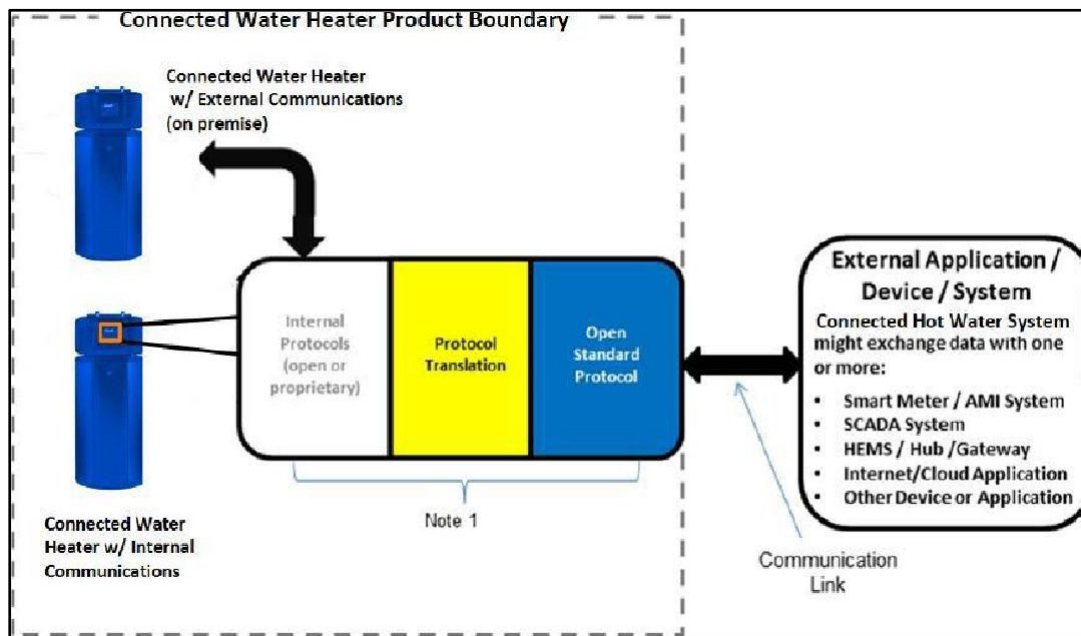 Connected Water Heater Product Boundary
Connected Water Heater
w/ External Communications
(on premise)
Internal
Protocols
(open or
proprietary)
Protocol
Translation
Open
Standard
Protocol
External Application /
Device / System
Connected Hot Water System
might exchange data with one
or more:
• Smart Meter / AMI System
• SCADA System
• HEMS / Hub /Gateway
• Internet/Cloud Application
• Other Device or Application
Note 1
Connected Water
Heater w/ Internal
Communications
Communication
Link